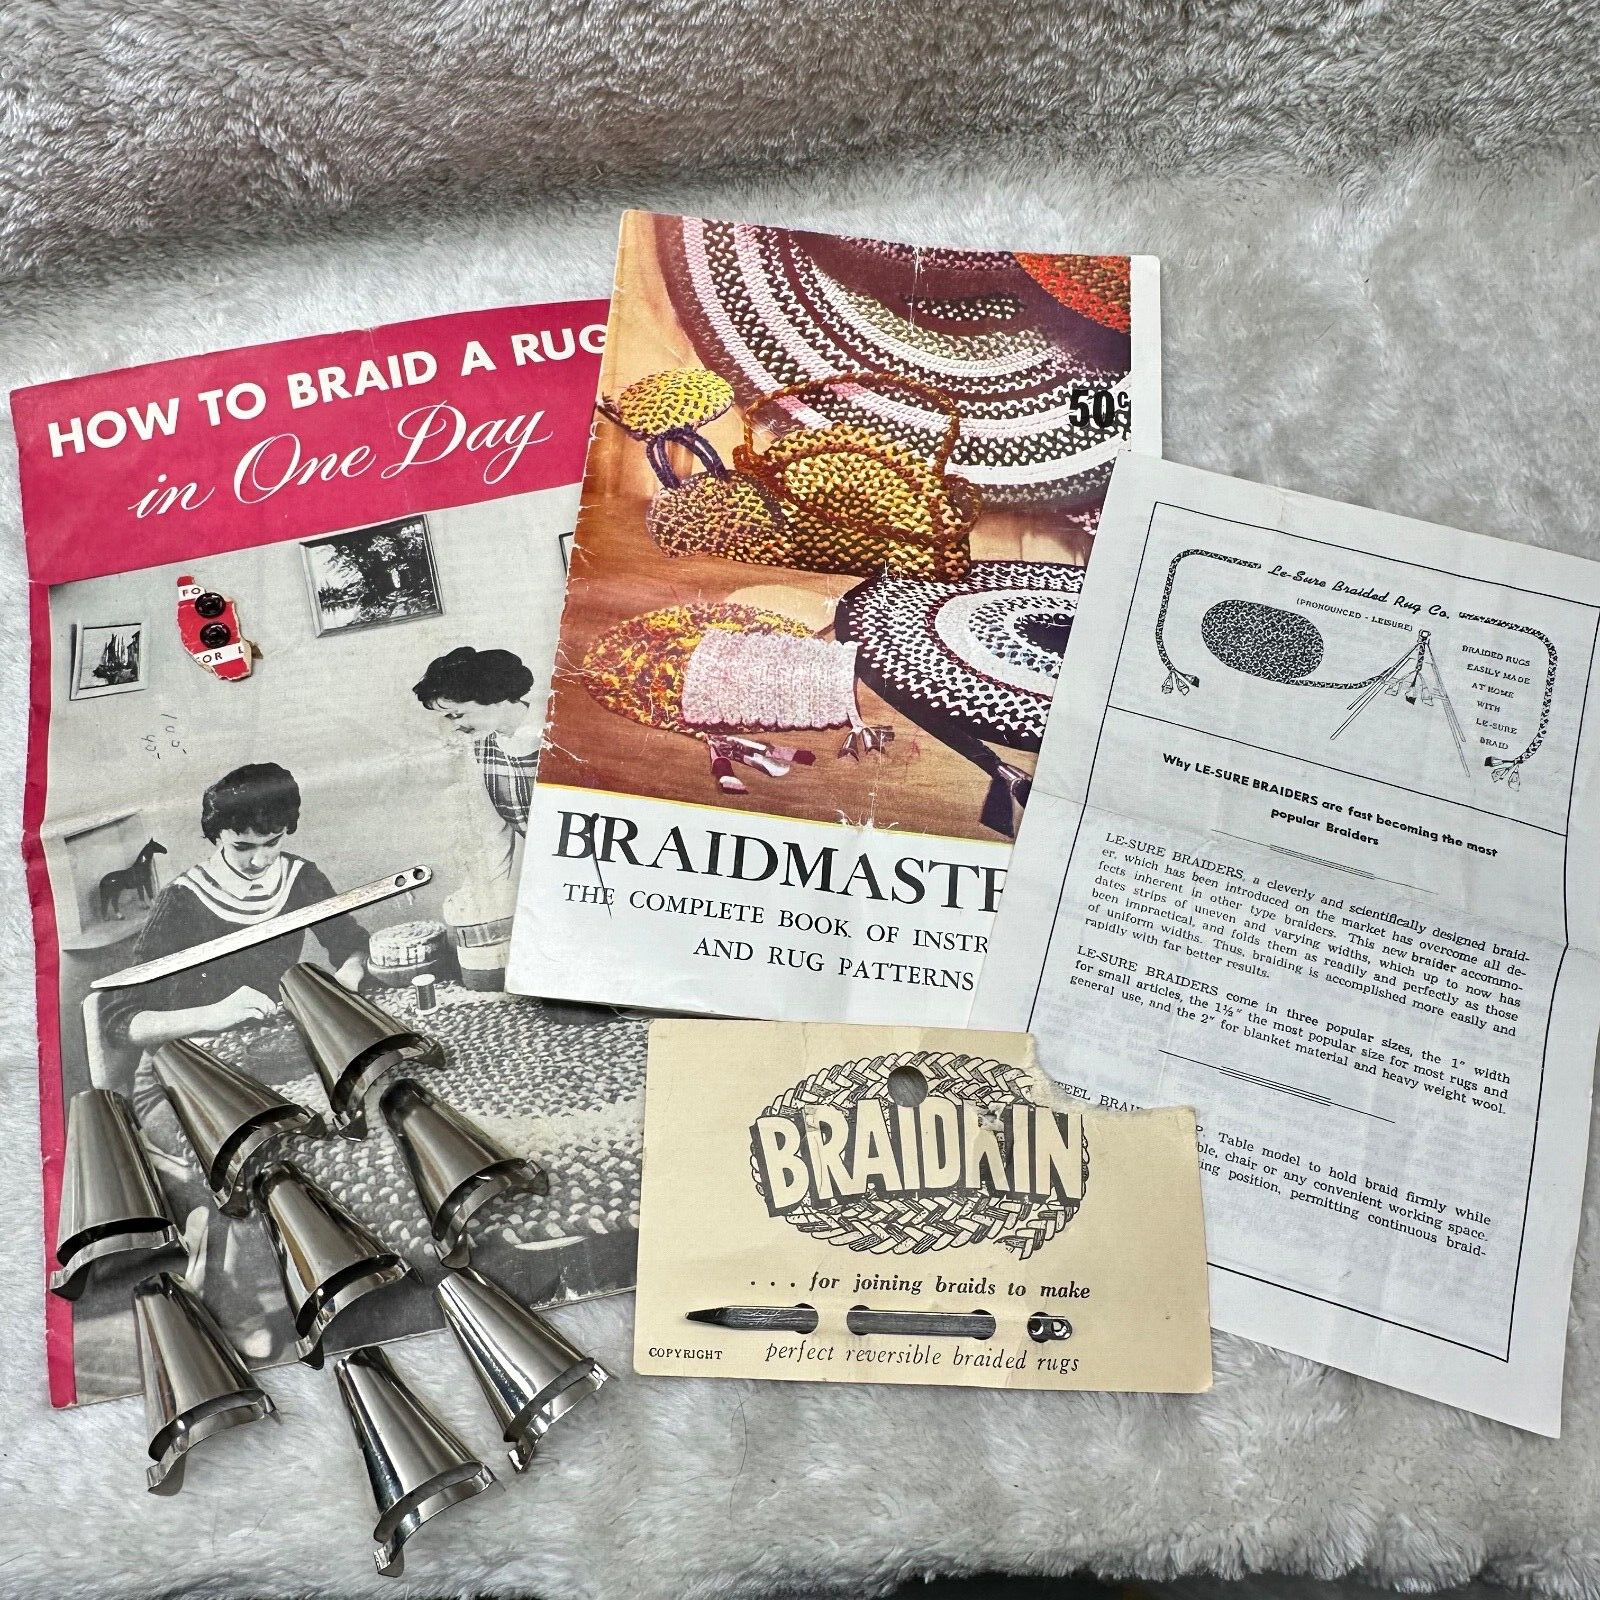 HOW TO BRAID A RUG
in One Day
FO
FOR L
50¢
BRAIDMASTE
THE COMPLETE BOOK OF INSTR
AND RUG PATTERNS
Le-Sure Braided Rug Co.
(PRONOUNCED - LEISURE)
BRAIDED RUGS
EASILY MADE
AT HOME
WITH
LE-SURE
BRAID
Why LE-SURE BRAIDERS are fast becoming the most
popular Braiders
LE-SURE BRAIDERS, a cleverly and scientifically designed braid-
er, which has been introduced on the market has overcome all de-
fects inherent in other type braiders. This new braider accommo-
dates strips of uneven and varying widths, which up to now has
been impractical, and folds them as readily and perfectly as those
of uniform widths. Thus, braiding is accomplished more easily and
rapidly with far better results.
LE-SURE BRAIDERS come in three popular sizes, the 1" width
for small articles, the 1½" the most popular size for most rugs and
general use, and the 2" for blanket material and heavy weight wool.
TEEL BRAI
P. Table model to hold braid firmly while
ble, chair or any convenient working space.
ing position, permitting continuous braid-
BRAIDKIN
. . . for joining braids to make
COPYRIGHT perfect reversible braided rugs